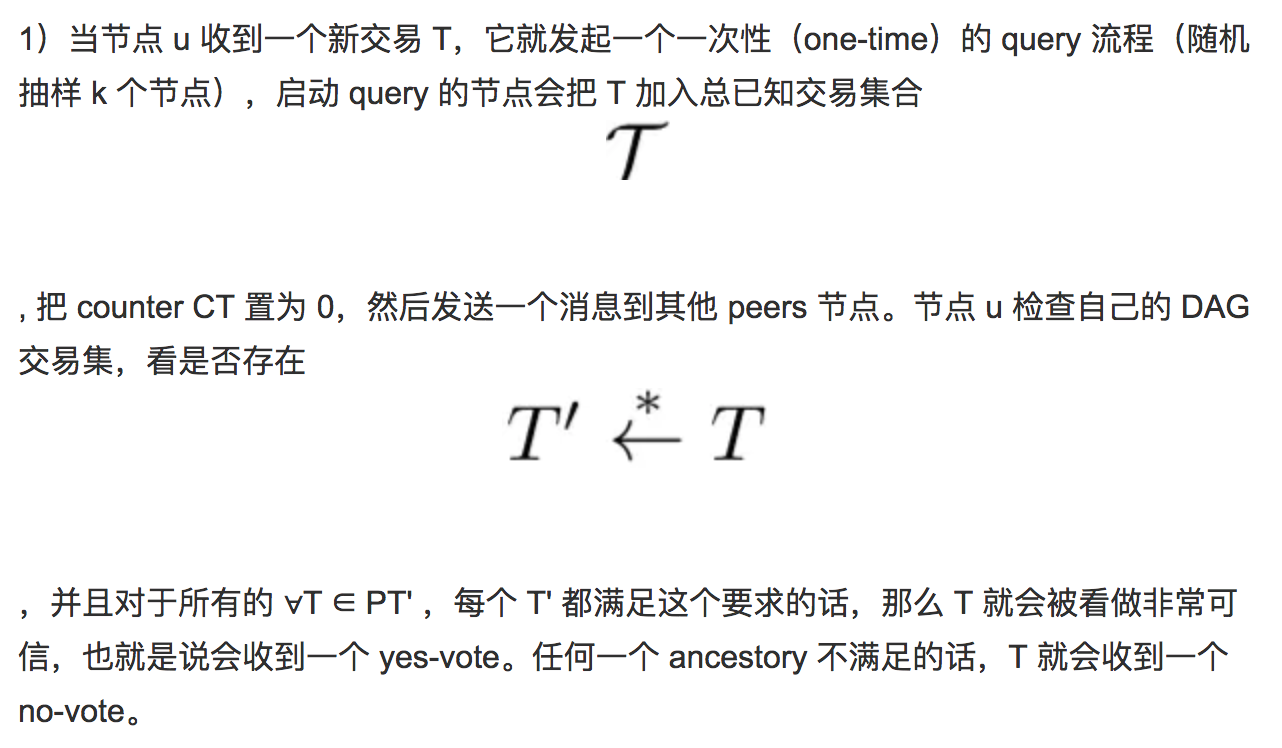 1）当节点 u 收到一个新交易 T，它就发起一个一次性（one-time）的 query 流程（随机
抽样 k 个节点），启动 query 的节点会把 T 加入总已知交易集合
𝒯
, 把 counter CT 置为 0，然后发送一个消息到其他 peers 节点。节点 u 检查自己的 DAG
交易集，看是否存在
T′ ←* T
，并且对于所有的 ∀T ∈ PT' ，每个 T' 都满足这个要求的话，那么 T 就会被看做非常可
信，也就是说会收到一个 yes-vote。任何一个 ancestory 不满足的话，T 就会收到一个
no-vote。